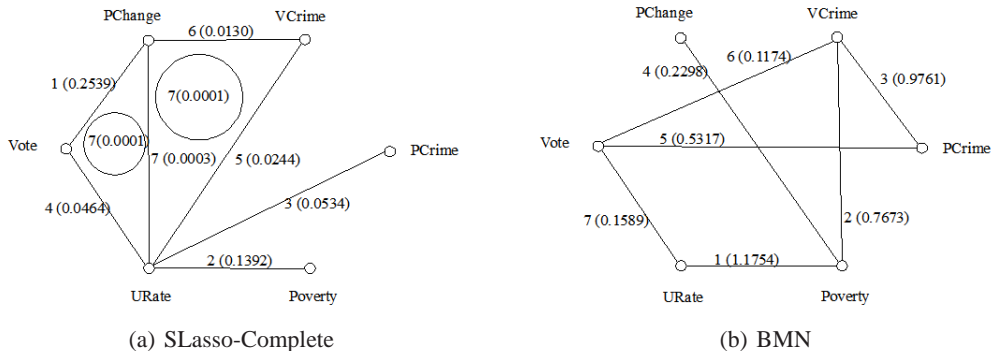 PChange
VCrime
6 (0.0130)
1 (0.2539)
7(0.0001)
7(0.0001)
Vote
7 (0.0003)
5 (0.0244)
PCrime
4 (0.0464)
3 (0.0534)
2 (0.1392)
URate
Poverty
(a) SLasso-Complete
PChange
VCrime
6 (0.1174)
4 (0.2298)
3 (0.9761)
Vote
5 (0.5317)
PCrime
7 (0.1589)
2 (0.7673)
1 (1.1754)
URate
Poverty
(b) BMN